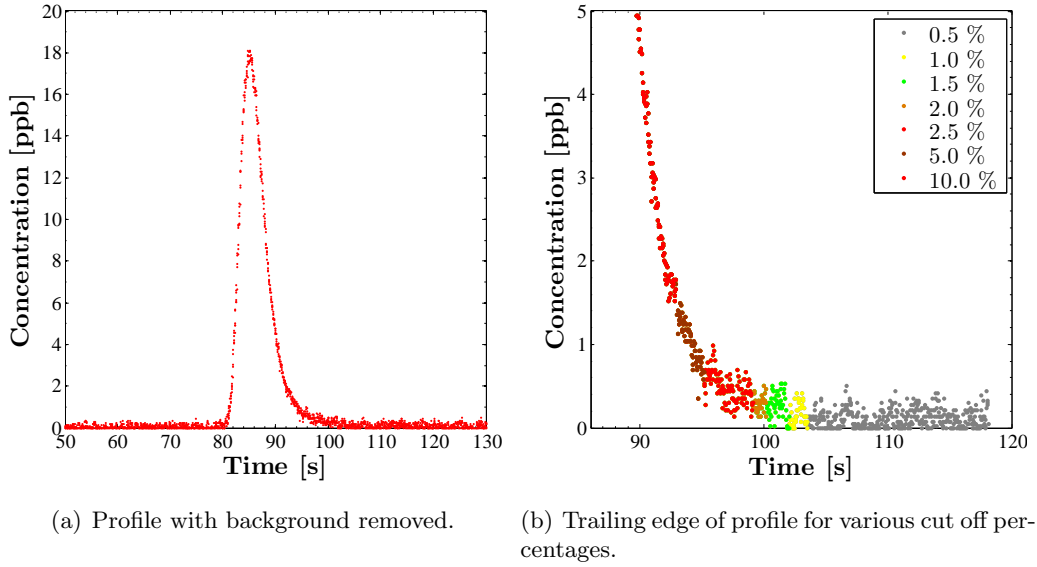 20
18
16
14
12
10
8
6
4
2
0
Concentration [ppb]
50 60 70 80 90 100 110 120 130
Time [s]
(a) Profile with background removed.
5
4
3
2
1
0
Concentration [ppb]
90 100 110 120
Time [s]
0.5 %
1.0 %
1.5 %
2.0 %
2.5 %
5.0 %
10.0 %
(b) Trailing edge of profile for various cut off per-
centages.